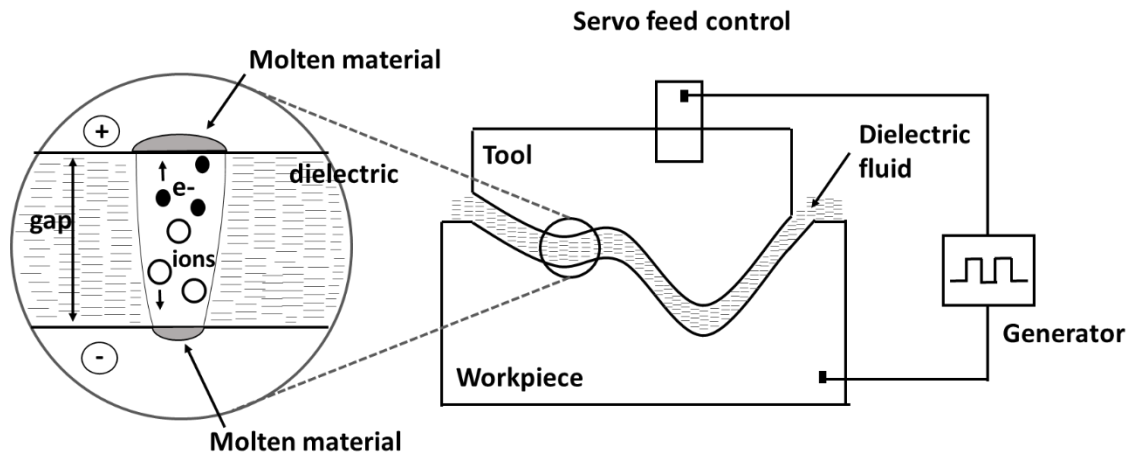 Servo feed control
Molten material
+
Tool
Dielectric
fluid
dielectric
e-
gap
ions
Generator
-
Workpiece
Molten material